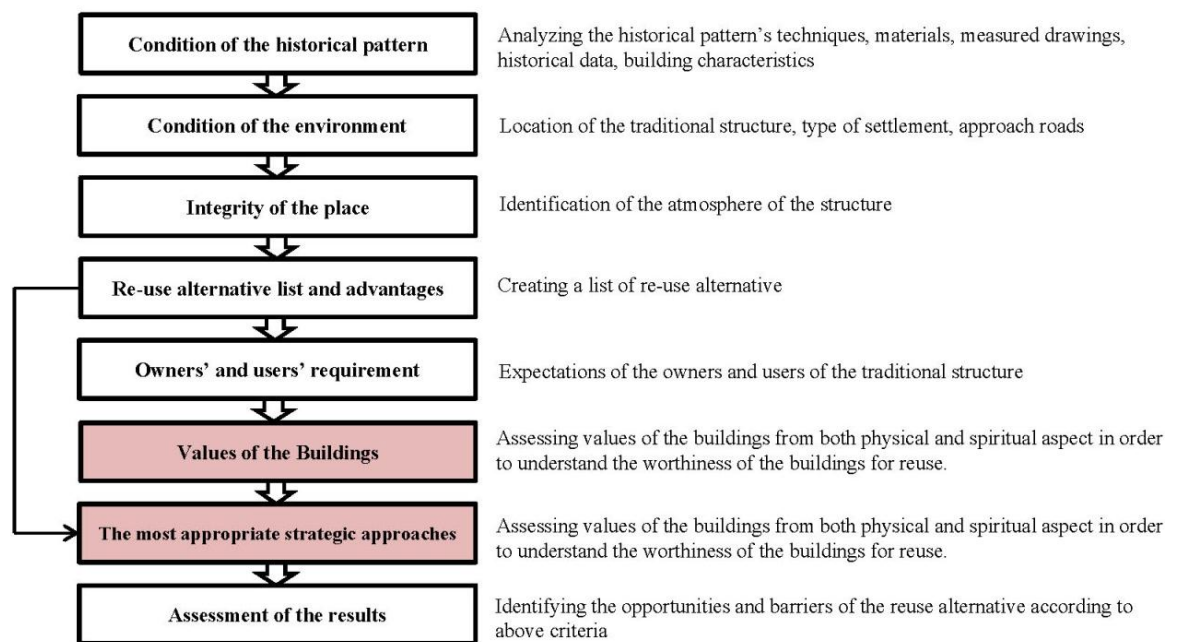 Condition of the historical pattern
Analyzing the historical pattern's techniques, materials, measured drawings,
historical data, building characteristics
Condition of the environment
Location of the traditional structure, type of settlement, approach roads
Integrity of the place
Identification of the atmosphere of the structure
Re-use alternative list and advantages
Creating a list of re-use alternative
Owners' and users' requirement
Expectations of the owners and users of the traditional structure
Values of the Buildings
Assessing values of the buildings from both physical and spiritual aspect in order
to understand the worthiness of the buildings for reuse.
The most appropriate strategic approaches
Assessing values of the buildings from both physical and spiritual aspect in order
to understand the worthiness of the buildings for reuse.
Assessment of the results
Identifying the opportunities and barriers of the reuse alternative according to
above criteria